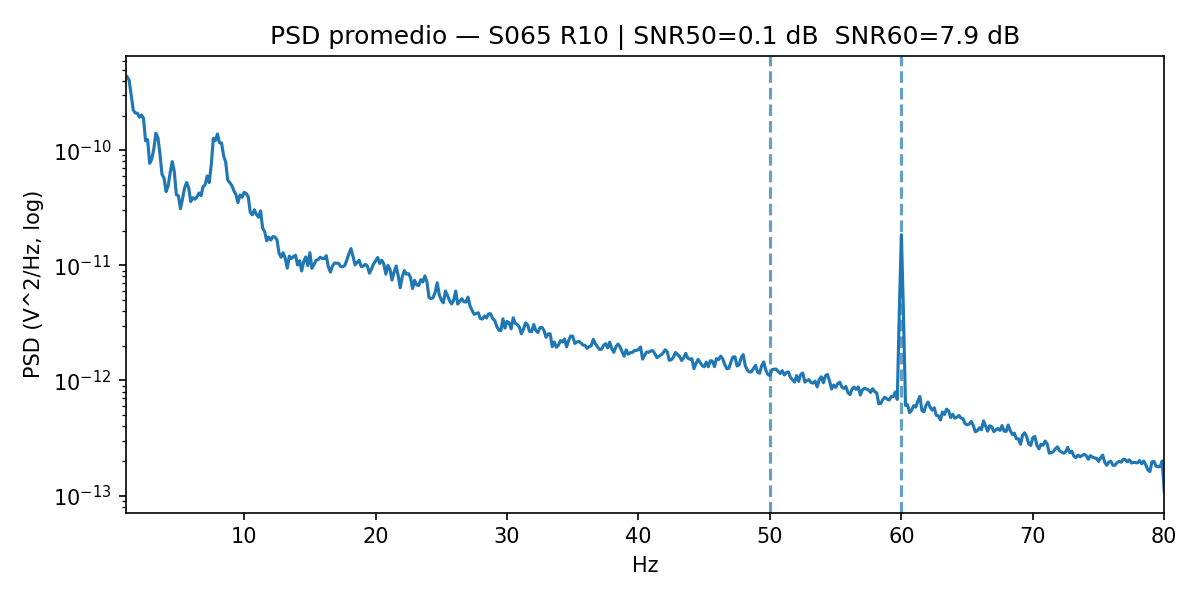 PSD promedio — S065 R10 | SNR50=0.1 dB  SNR60=7.9 dB
PSD (V^2/Hz, log)
10⁻¹⁰
10⁻¹¹
10⁻¹²
10⁻¹³
10 20 30 40 50 60 70 80
Hz